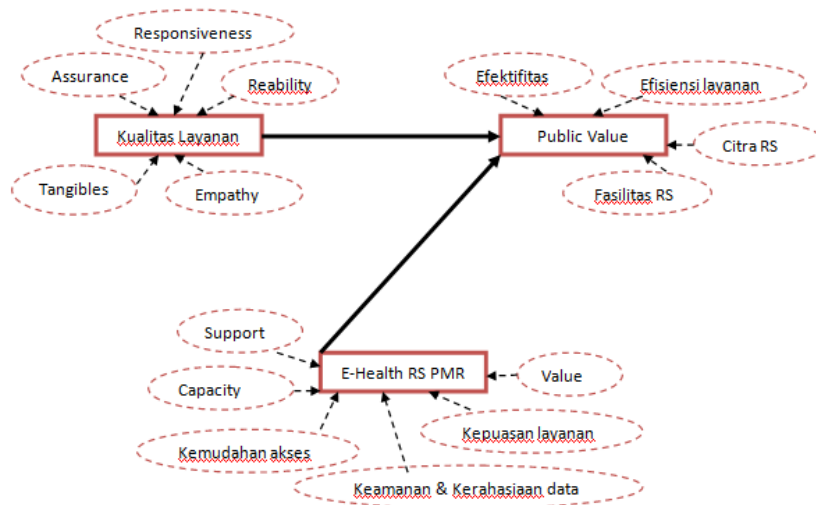 Responsiveness
Assurance
Reability
Kualitas Layanan
Tangibles
Empathy
Efektifitas
Efisiensi layanan
Public Value
Citra RS
Fasilitas RS
Support
E-Health RS PMR
Value
Capacity
Kepuasan layanan
Kemudahan akses
Keamanan & Kerahasiaan data